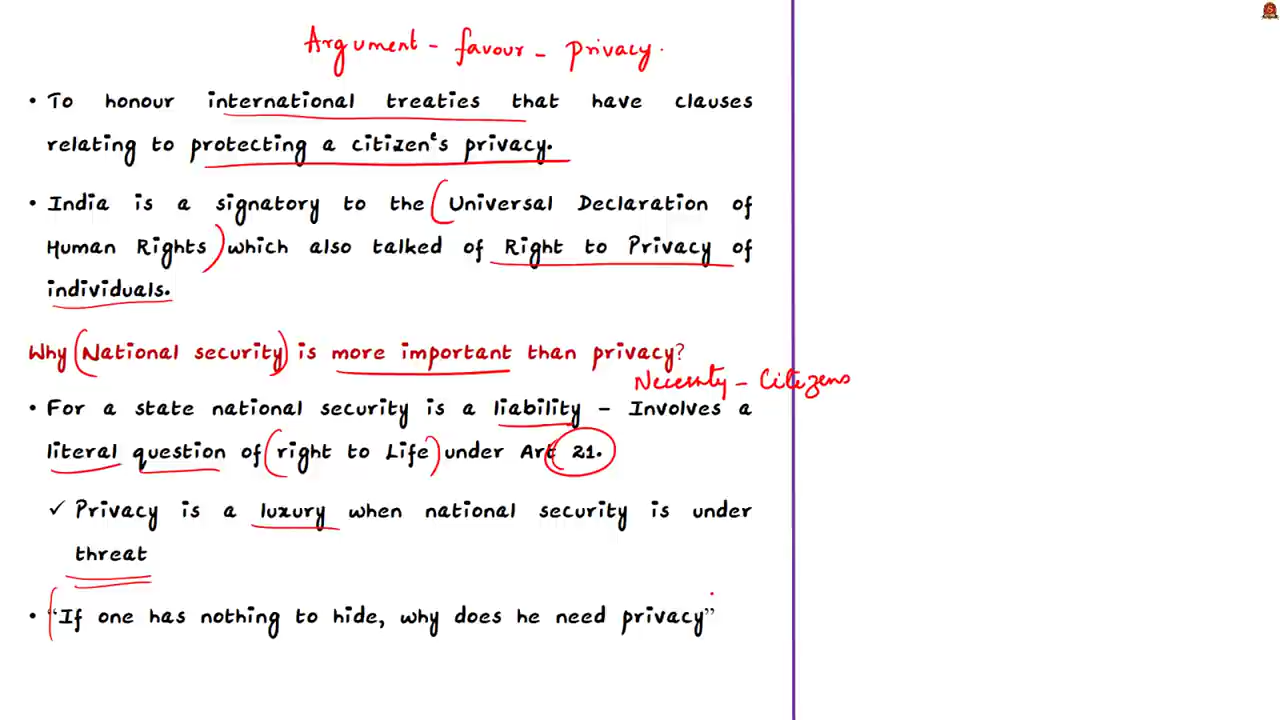 Argument - favour - privacy.
• To honour international treaties that have clauses
relating to protecting a citizen's privacy.
• India is a signatory to the (Universal Declaration of
Human Rights) which also talked of Right to Privacy of
individuals.
Why (National security) is more important than privacy?
Necessity - Citizens
• For a state national security is a liability – Involves a
literal question of (right to Life) under Art 21.
✓ Privacy is a luxury when national security is under
threat
• "If one has nothing to hide, why does he need privacy"